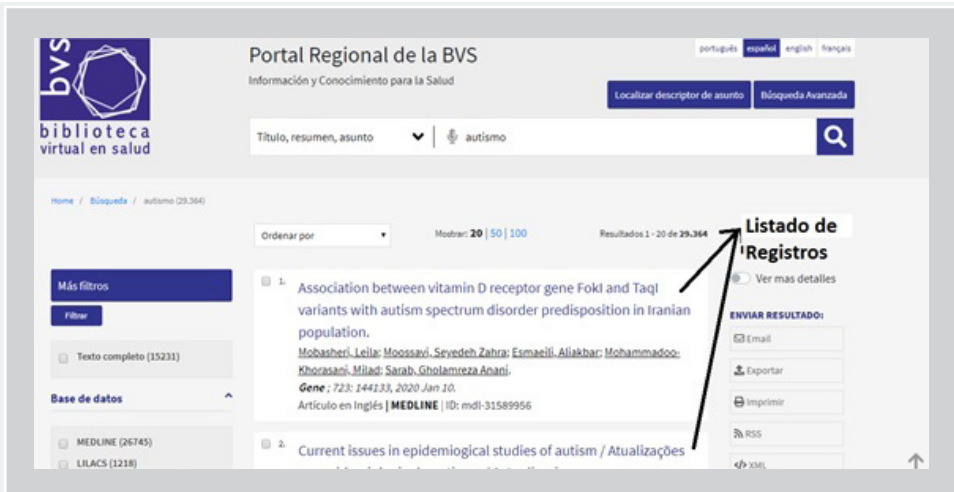 bvs
biblioteca
virtual en salud
Portal Regional de la BVS
Información y Conocimiento para la Salud
português español english français
Localizar descriptor de asunto Búsqueda Avanzada
Título, resumen, asunto autismo
Home / Búsqueda / autismo (29.364)
Ordenar por Mostrar: 20 | 50 | 100 Resultados 1 - 20 de 29.364
Listado de
Registros
Ver mas detalles
Más filtros
Filtrar
Texto completo (15231)
Base de datos
MEDLINE (26745)
LILACS (1218)
1. Association between vitamin D receptor gene FokI and TaqI
variants with autism spectrum disorder predisposition in Iranian
population.
Mobasheri, Leila; Moossavi, Seyedeh Zahra; Esmaeili, Aliakbar; Mohammadoo-
Khorasani, Milad; Sarab, Gholamreza Anani.
Gene ; 723: 144133, 2020 Jan 10.
Artículo en Inglés | MEDLINE | ID: mdl-31589956
2. Current issues in epidemiogical studies of autism / Atualizações
ENVIAR RESULTADO:
Email
Exportar
Imprimir
RSS
XML